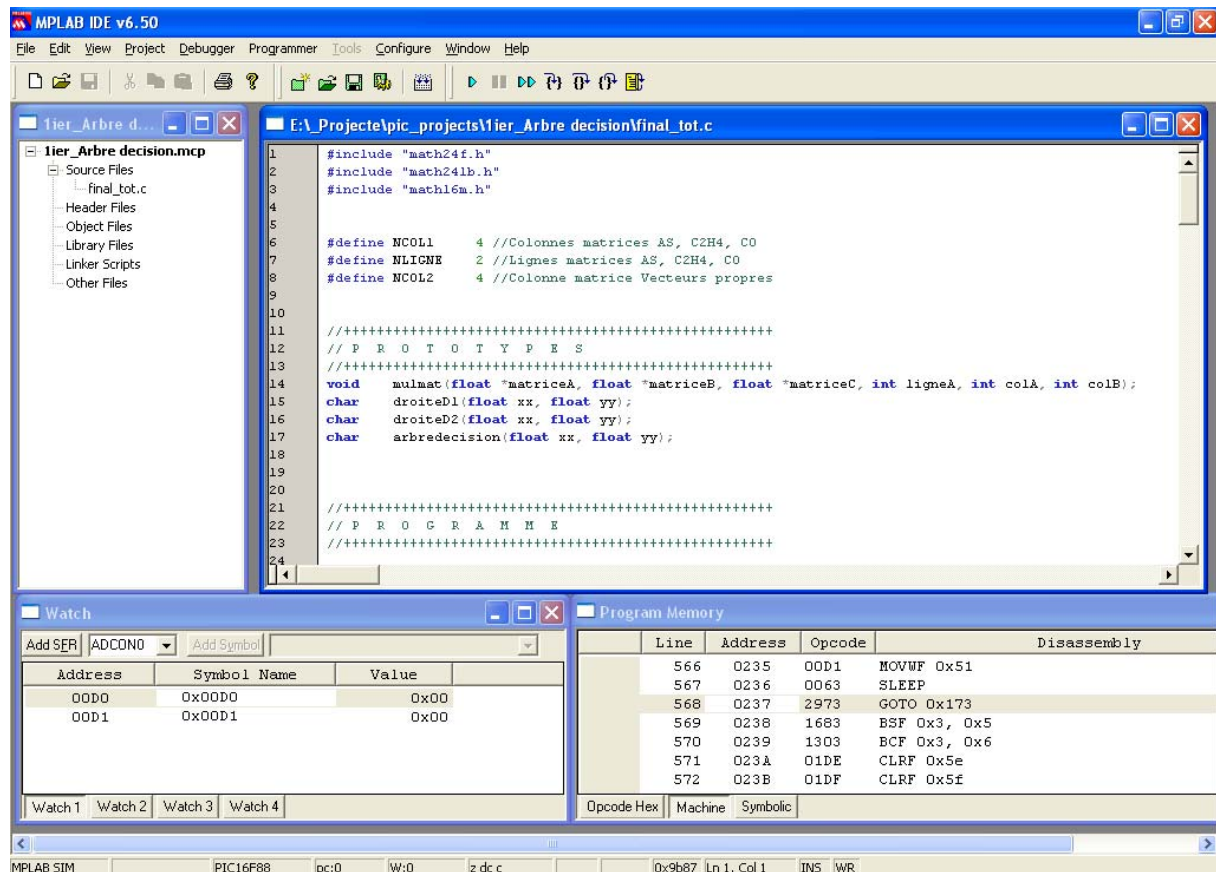 MPLAB IDE v6.50
File Edit View Project Debugger Programmer Tools Configure Window Help
1ier_Arbre d...
1ier_Arbre decision.mcp
Source Files
final_tot.c
Header Files
Object Files
Library Files
Linker Scripts
Other Files
E:\_Projecte\pic_projects\1ier_Arbre decision\final_tot.c
1 #include "math24f.h"
2 #include "math24lb.h"
3 #include "math16m.h"
4
5
6 #define NCOL1 4 //Colonnes matrices AS, C2H4, CO
7 #define NLIGNE 2 //Lignes matrices AS, C2H4, CO
8 #define NCOL2 4 //Colonne matrice Vecteurs propres
9
10
11 //+++++++++++++++++++++++++++++++++++++++++++++++++++
12 // P R O T O T Y P E S
13 //+++++++++++++++++++++++++++++++++++++++++++++++++++
14 void mulmat(float *matriceA, float *matriceB, float *matriceC, int ligneA, int colA, int colB);
15 char droiteD1(float xx, float yy);
16 char droiteD2(float xx, float yy);
17 char arbredecision(float xx, float yy);
18
19
20
21 //+++++++++++++++++++++++++++++++++++++++++++++++++++
22 // P R O G R A M M E
23 //+++++++++++++++++++++++++++++++++++++++++++++++++++
24
Watch
Add SFR ADCON0 Add Symbol
Address Symbol Name Value
00D0 0x00D0 0x00
00D1 0x00D1 0x00
Watch 1 Watch 2 Watch 3 Watch 4
Program Memory
Line Address Opcode Disassembly
566 0235 00D1 MOVWF 0x51
567 0236 0063 SLEEP
568 0237 2973 GOTO 0x173
569 0238 1683 BSF 0x3, 0x5
570 0239 1303 BCF 0x3, 0x6
571 023A 01DE CLRF 0x5e
572 023B 01DF CLRF 0x5f
Opcode Hex Machine Symbolic
MPLAB SIM PIC16F88 pc:0 W:0 z dc c 0x9b87 Ln 1, Col 1 INS WR